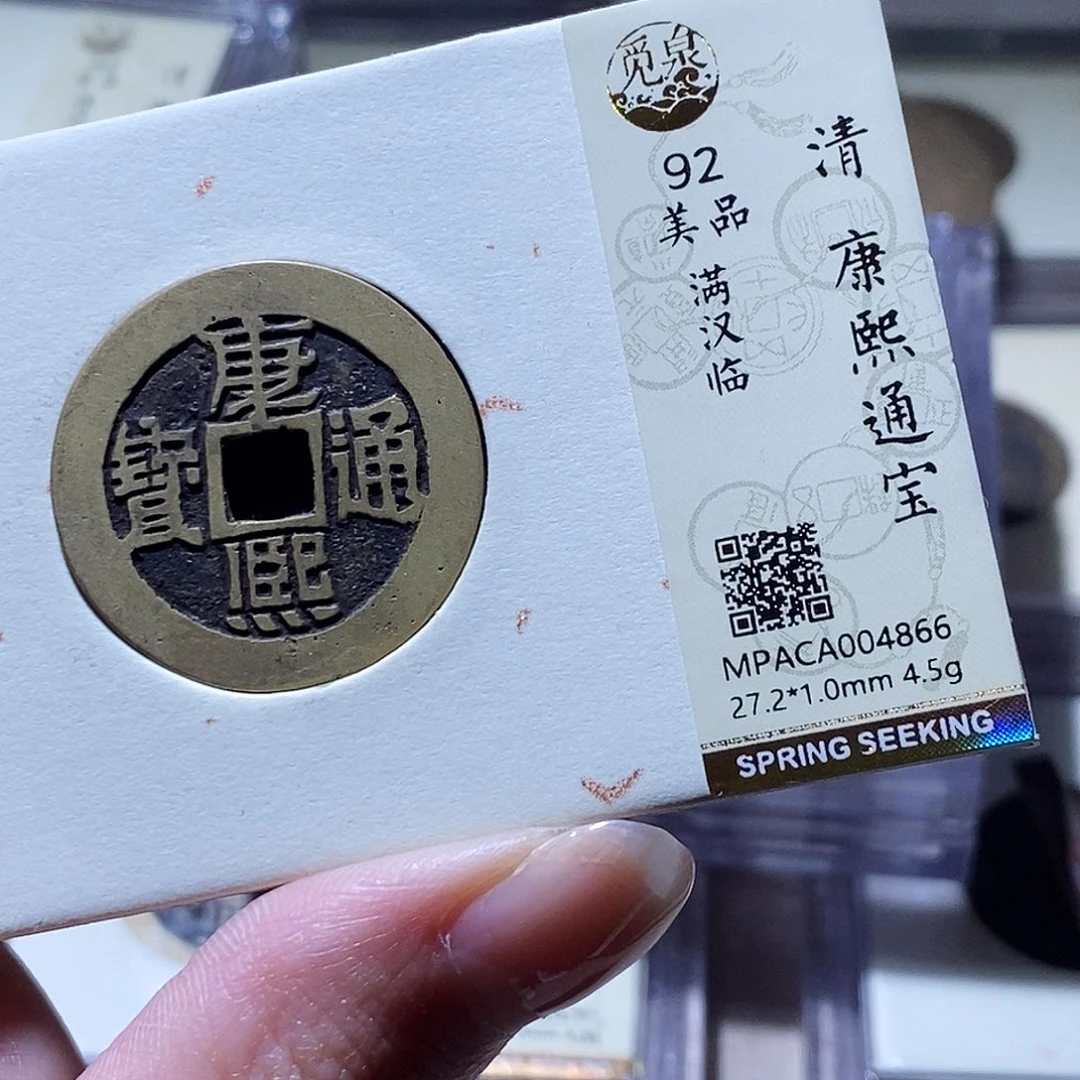 康熙通寳
觅泉
清 康熙通宝
92
美品
满汉临
MPACA004866
27.2*1.0mm 4.5g
SPRING SEEKING